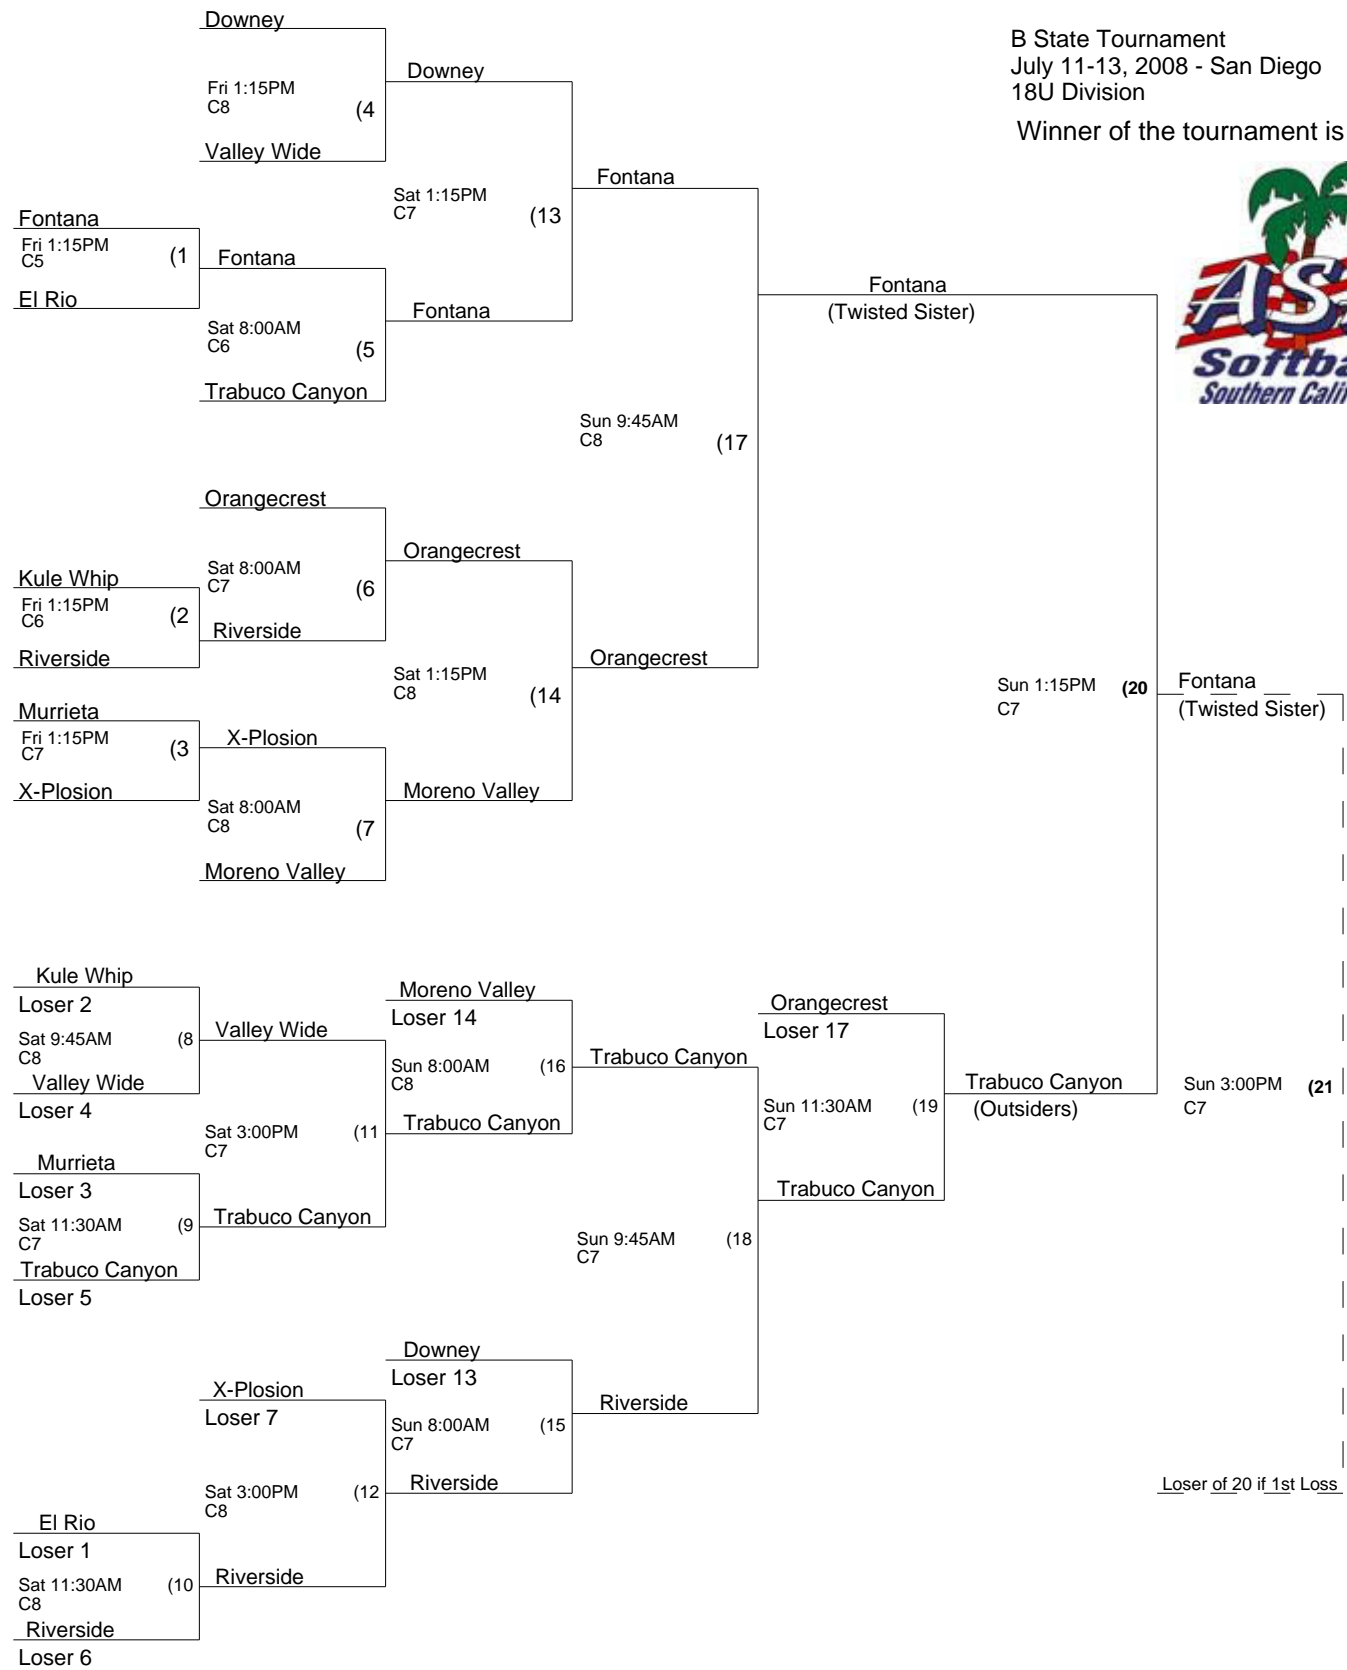 B State Tournament
July 11-13, 2008 - San Diego
18U Division
Winner of the tournament is
Softba
Southern Calif
Downey
Fri 1:15PM
C8
(4
Valley Wide
Downey
Fontana
Fri 1:15PM
C5
(1
El Rio
Fontana
Sat 8:00AM
C6
(5
Trabuco Canyon
Fontana
Sat 1:15PM
C7
(13
Fontana
Orangecrest
Sat 8:00AM
C7
(6
Riverside
Kule Whip
Fri 1:15PM
C6
(2
Riverside
Orangecrest
Murrieta
Fri 1:15PM
C7
(3
X-Plosion
X-Plosion
Sat 8:00AM
C8
(7
Moreno Valley
Moreno Valley
Sat 1:15PM
C8
(14
Orangecrest
Sun 9:45AM
C8
(17
Fontana
(Twisted Sister)
Sun 1:15PM
C7
(20
Fontana
(Twisted Sister)
Kule Whip
Loser 2
Sat 9:45AM
C8
(8
Valley Wide
Loser 4
Valley Wide
Murrieta
Loser 3
Sat 11:30AM
C7
(9
Trabuco Canyon
Loser 5
Trabuco Canyon
Sat 3:00PM
C7
(11
Moreno Valley
Loser 14
Sun 8:00AM
C8
(16
Trabuco Canyon
Trabuco Canyon
Orangecrest
Loser 17
Sun 11:30AM
C7
(19
Trabuco Canyon
Trabuco Canyon
(Outsiders)
Sun 3:00PM
C7
(21
Sun 9:45AM
C7
(18
Downey
Loser 13
Sun 8:00AM
C7
(15
Riverside
Riverside
X-Plosion
Loser 7
Sat 3:00PM
C8
(12
Riverside
El Rio
Loser 1
Sat 11:30AM
C8
(10
Riverside
Loser 6
Loser of 20 if 1st Loss